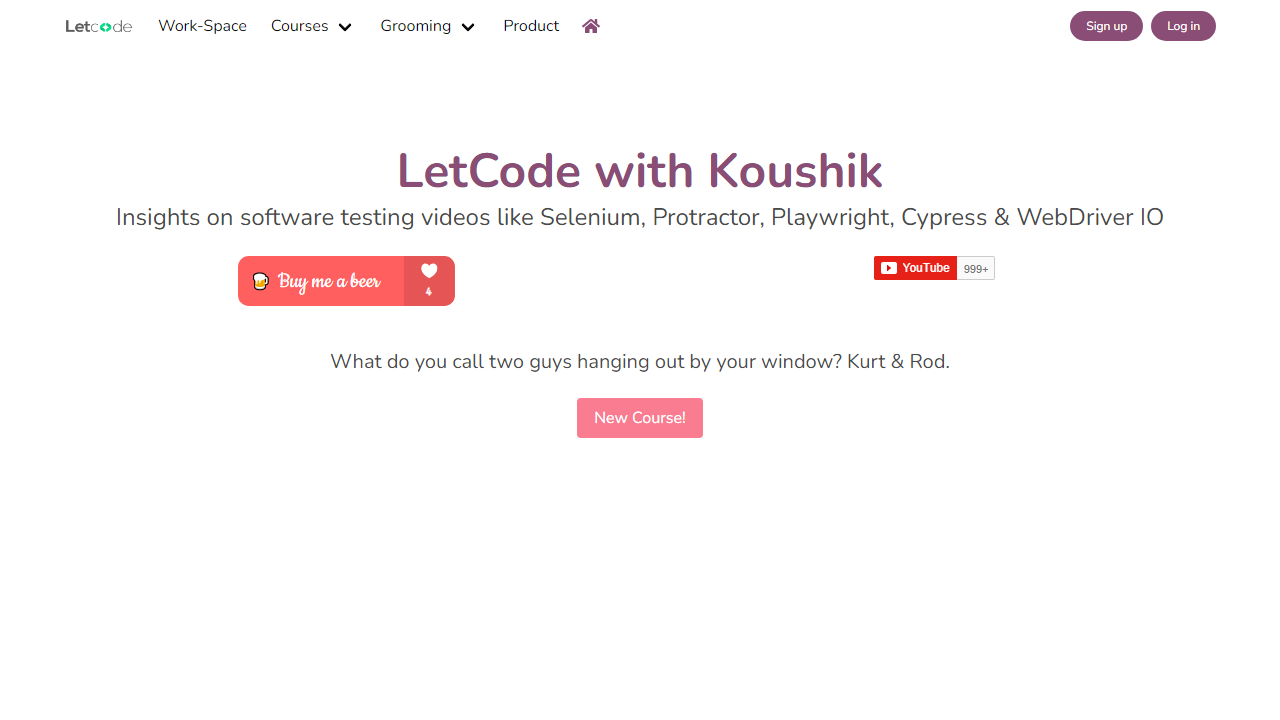 Letcode Work-Space Courses Grooming Product Sign up Log in
LetCode with Koushik
Insights on software testing videos like Selenium, Protractor, Playwright, Cypress & WebDriver IO
Buy me a beer 4 YouTube 999+
What do you call two guys hanging out by your window? Kurt & Rod.
New Course!